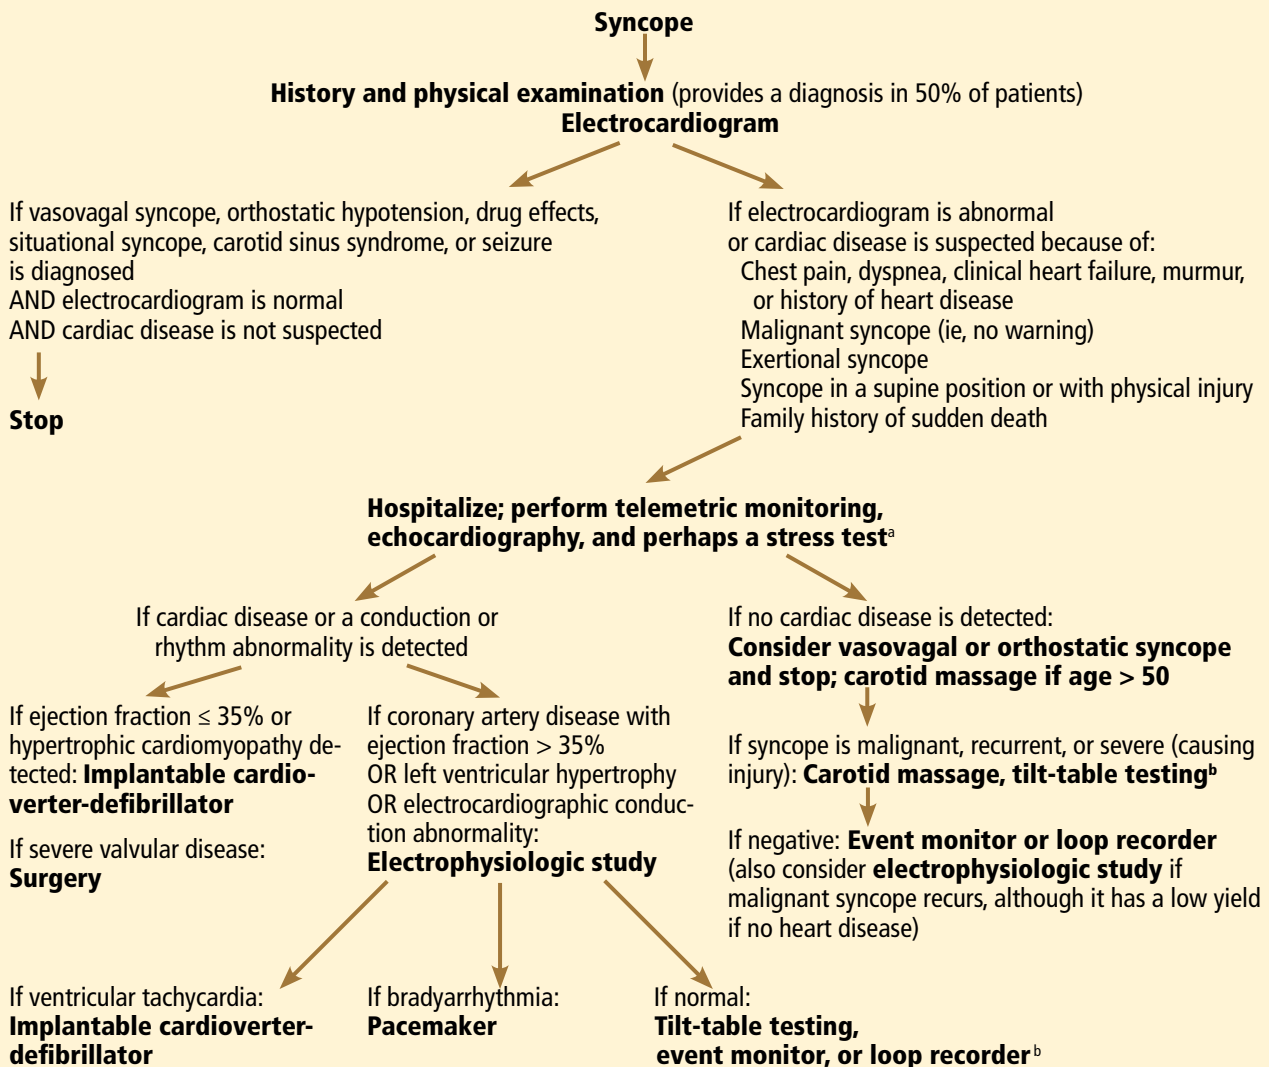 Syncope
History and physical examination (provides a diagnosis in 50% of patients)
Electrocardiogram
If vasovagal syncope, orthostatic hypotension, drug effects,
situational syncope, carotid sinus syndrome, or seizure
is diagnosed
AND electrocardiogram is normal
AND cardiac disease is not suspected
Stop
If electrocardiogram is abnormal
or cardiac disease is suspected because of:
Chest pain, dyspnea, clinical heart failure, murmur,
or history of heart disease
Malignant syncope (ie, no warning)
Exertional syncope
Syncope in a supine position or with physical injury
Family history of sudden death
Hospitalize; perform telemetric monitoring,
echocardiography, and perhaps a stress test a
If cardiac disease or a conduction or
rhythm abnormality is detected
If ejection fraction ≤ 35% or
hypertrophic cardiomyopathy de-
tected: Implantable cardio-
verter-defibrillator
If severe valvular disease:
Surgery
If coronary artery disease with
ejection fraction > 35%
OR left ventricular hypertrophy
OR electrocardiographic conduc-
tion abnormality:
Electrophysiologic study
If ventricular tachycardia:
Implantable cardioverter-
defibrillator
If bradyarrhythmia:
Pacemaker
If normal:
Tilt-table testing,
event monitor, or loop recorder b
If no cardiac disease is detected:
Consider vasovagal or orthostatic syncope
and stop; carotid massage if age > 50
If syncope is malignant, recurrent, or severe (causing
injury): Carotid massage, tilt-table testing b
If negative: Event monitor or loop recorder
(also consider electrophysiologic study if
malignant syncope recurs, although it has a low yield
if no heart disease)